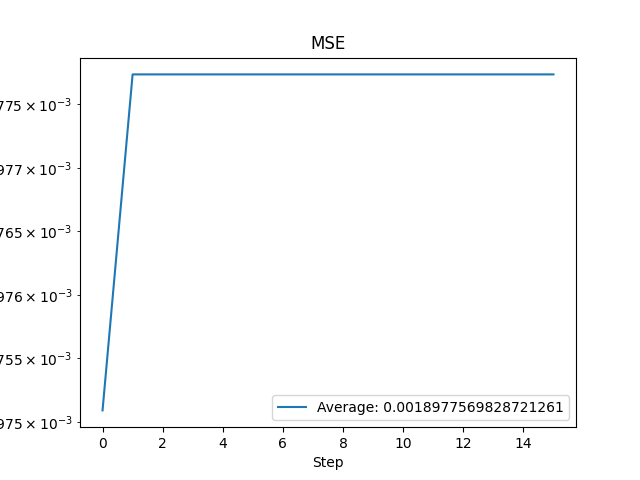 MSE
775 × 10⁻³
977 × 10⁻³
765 × 10⁻³
976 × 10⁻³
755 × 10⁻³
975 × 10⁻³
Average: 0.0018977569828721261
0 2 4 6 8 10 12 14
Step